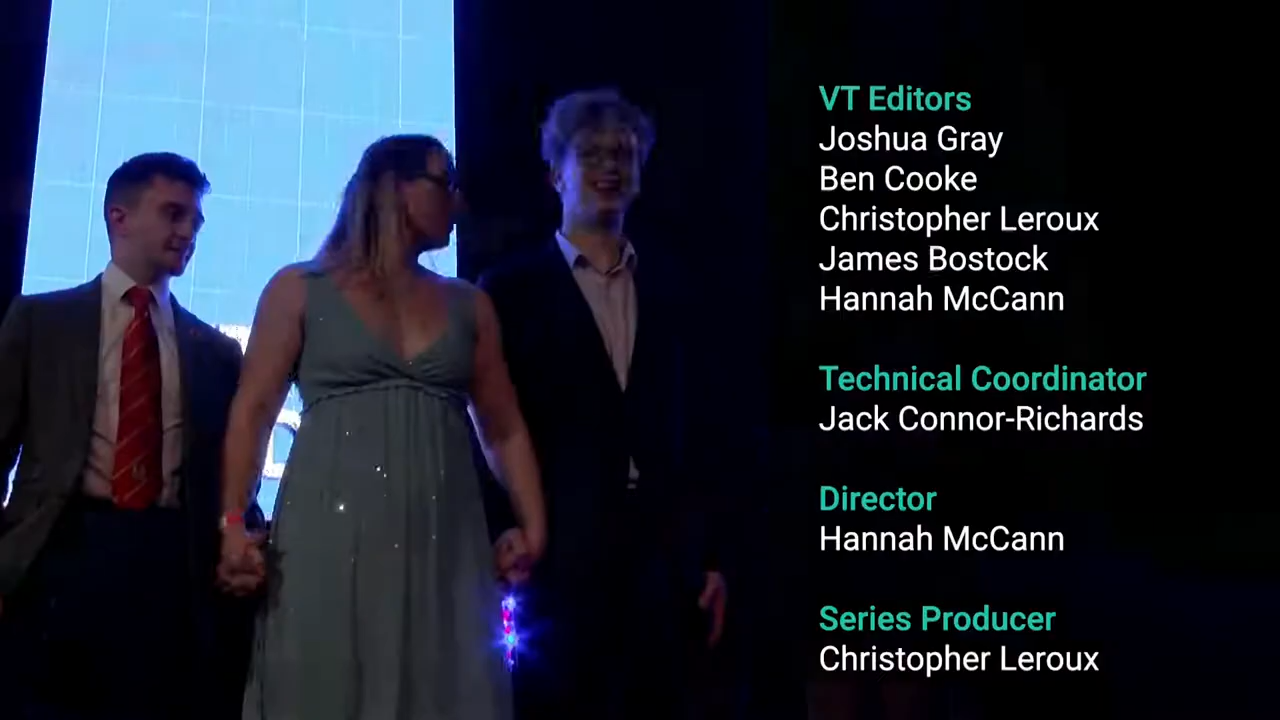 VT Editors
Joshua Gray
Ben Cooke
Christopher Leroux
James Bostock
Hannah McCann
Technical Coordinator
Jack Connor-Richards
Director
Hannah McCann
Series Producer
Christopher Leroux